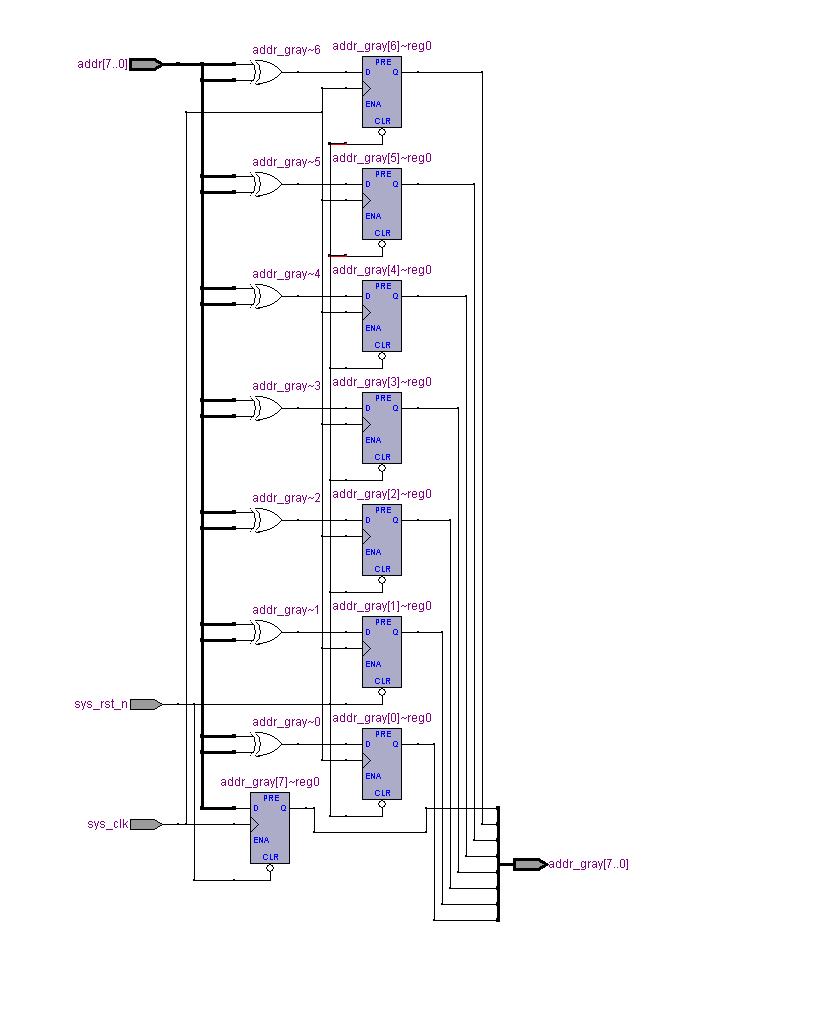 addr_gray~6
addr_gray[6]~reg0
addr[7..0]
PRE
D
Q
ENA
CLR
addr_gray~5
addr_gray[5]~reg0
PRE
D
Q
ENA
CLR
addr_gray~4
addr_gray[4]~reg0
PRE
D
Q
ENA
CLR
addr_gray~3
addr_gray[3]~reg0
PRE
D
Q
ENA
CLR
addr_gray~2
addr_gray[2]~reg0
PRE
D
Q
ENA
CLR
addr_gray~1
addr_gray[1]~reg0
PRE
D
Q
ENA
CLR
sys_rst_n
addr_gray~0
addr_gray[0]~reg0
PRE
D
Q
ENA
CLR
addr_gray[7]~reg0
PRE
D
Q
sys_clk
ENA
CLR
addr_gray[7..0]